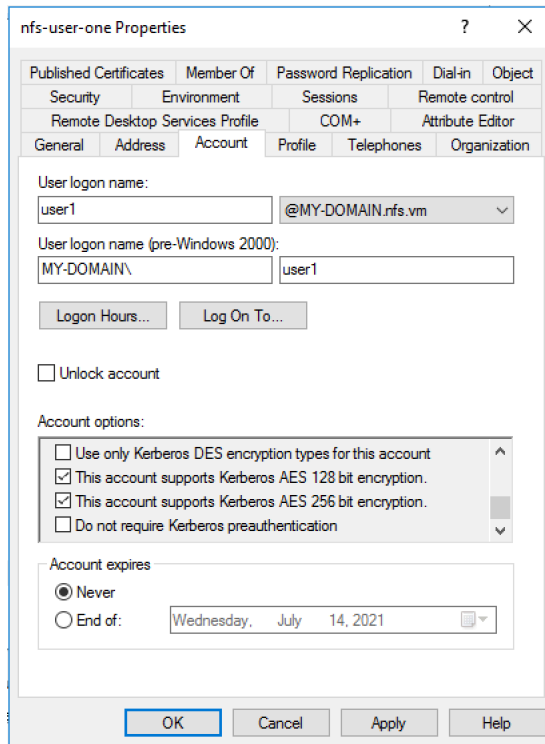 nfs-user-one Properties ? ×
Published Certificates Member Of Password Replication Dial-in Object
Security Environment Sessions Remote control
Remote Desktop Services Profile COM+ Attribute Editor
General Address Account Profile Telephones Organization
User logon name:
user1 @MY-DOMAIN.nfs.vm
User logon name (pre-Windows 2000):
MY-DOMAIN\ user1
Logon Hours... Log On To...
Unlock account
Account options:
Use only Kerberos DES encryption types for this account
This account supports Kerberos AES 128 bit encryption.
This account supports Kerberos AES 256 bit encryption.
Do not require Kerberos preauthentication
Account expires
Never
End of: Wednesday, July 14, 2021
OK Cancel Apply Help